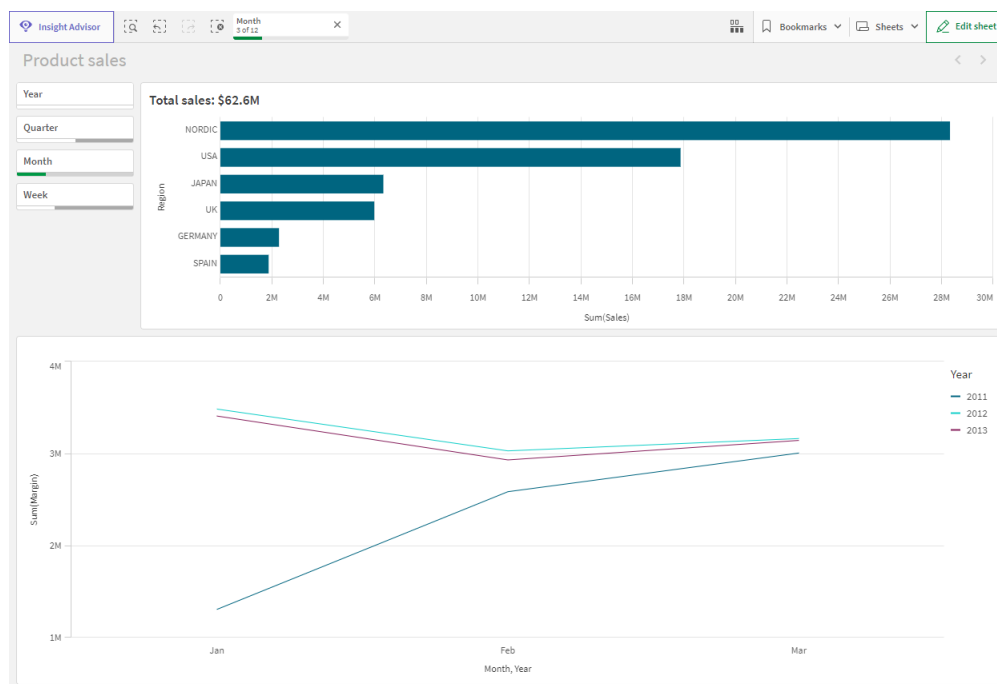 Insight Advisor
Month
3 of 12
Bookmarks
Sheets
Edit sheet
Product sales
Year
Quarter
Month
Week
Total sales: $62.6M
Region
NORDIC
USA
JAPAN
UK
GERMANY
SPAIN
0 2M 4M 6M 8M 10M 12M 14M 16M 18M 20M 22M 24M 26M 28M 30M
Sum(Sales)
Sum(Margin)
4M
3M
2M
1M
Jan Feb Mar
Month, Year
Year
2011
2012
2013